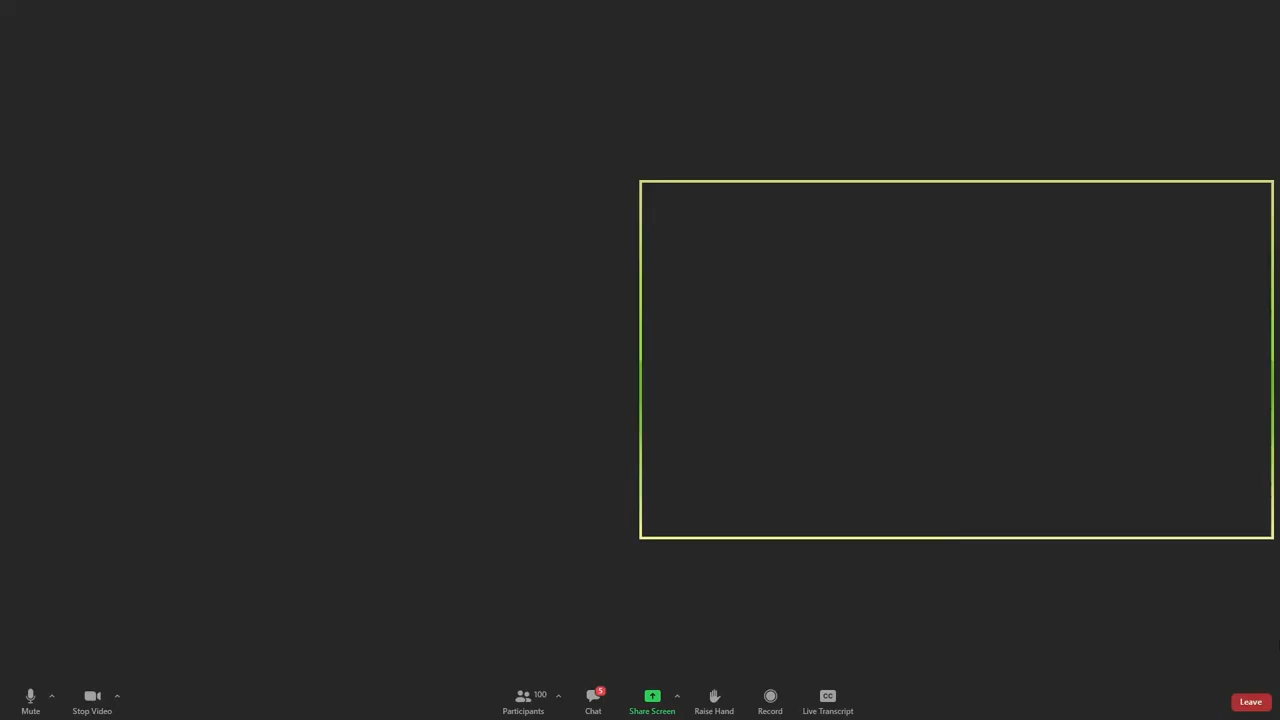 100
5
CC
Mute
Stop Video
Participants
Chat
Share Screen
Raise Hand
Record
Live Transcript
Leave